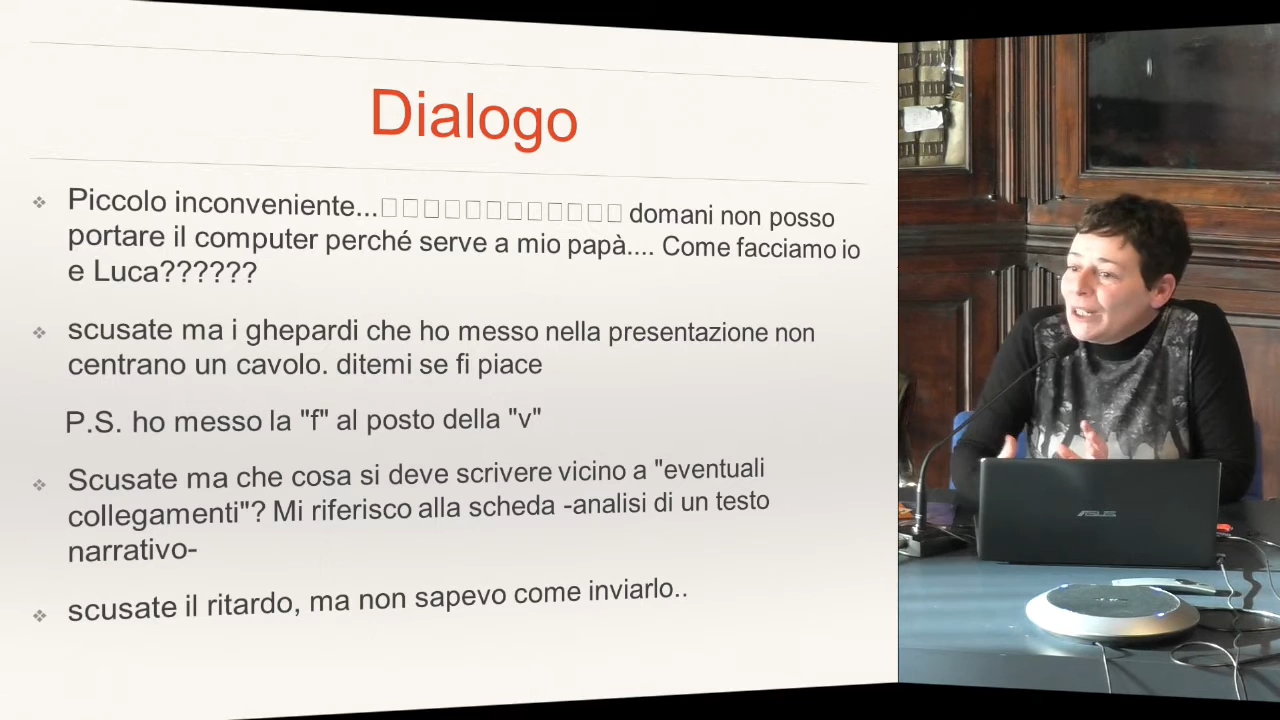 Dialogo
Piccolo inconveniente...□□□□□□□□□□□□ domani non posso
portare il computer perché serve a mio papà.... Come facciamo io
e Luca??????
scusate ma i ghepardi che ho messo nella presentazione non
centrano un cavolo. ditemi se fi piace
P.S. ho messo la "f" al posto della "v"
Scusate ma che cosa si deve scrivere vicino a "eventuali
collegamenti"? Mi riferisco alla scheda -analisi di un testo
narrativo-
scusate il ritardo, ma non sapevo come inviarlo..
ASUS